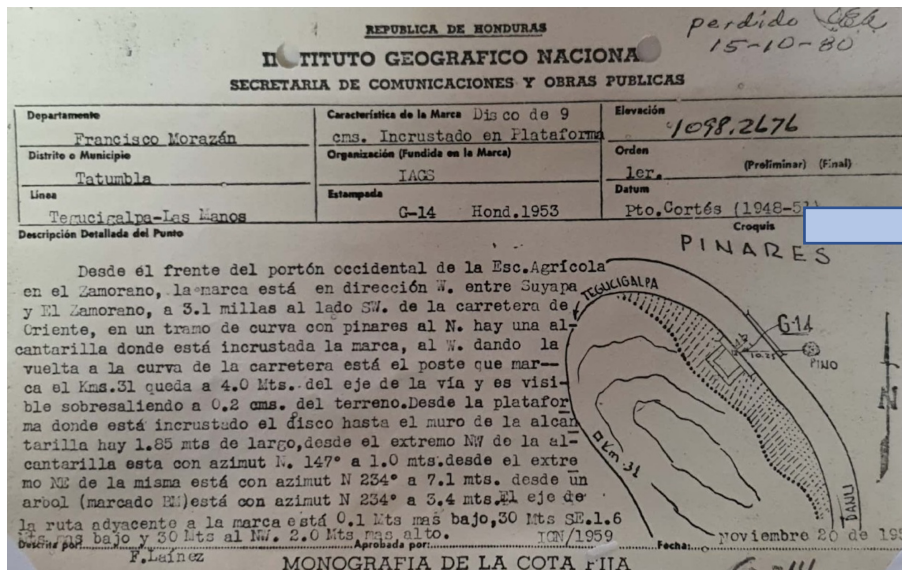 perdido
15-10-80
REPUBLICA DE HONDURAS
I TITUTO GEOGRAFICO NACIONA
SECRETARIA DE COMUNICACIONES Y OBRAS PUBLICAS
Departamento
Francisco Morazán
Característica de la Marca Disco de 9
cms. Incrustado en Plataforma
Elevación
1098.2676
Distrito o Municipio
Tatumbla
Organización (Fundida en la Marca)
IAGS
Orden
1er. (Preliminar) (Final)
Línea
Tegucigalpa-Las Manos
Estampada
G-14 Hond.1953
Datum
Pto.Cortés (1948-51)
Descripción Detallada del Punto
Croquis
Desde él frente del portón occidental de la Esc.Agrícola
en el Zamorano, la marca está en dirección W. entre Suyapa
y El Zamorano, a 3.1 millas al lado SW. de la carretera de
Oriente, en un tramo de curva con pinares al N. hay una al-
cantarilla donde está incrustada la marca, al W. dando la
vuelta a la curva de la carretera está el poste que mar--
ca el Kms.31 queda a 4.0 Mts. del eje de la vía y es visi-
ble sobresaliendo a 0.2 cms. del terreno.Desde la platafor
ma donde está incrustado el disco hasta el muro de la alcan
tarilla hay 1.85 mts de largo,desde el extremo NW de la al-
cantarilla esta con azimut N. 147° a 1.0 mts.desde el extre
mo NE de la misma está con azimut N 234° a 7.1 mts. desde un
arbol (marcado BM)está con azimut N 234° a 3.4 mts.El eje de
la ruta adyacente a la marca está 0.1 Mts mas bajo,30 Mts SE.1.6
Mts.mas bajo y 30 Mts al NW. 2.0 Mts mas alto.
PINARES
TEGUCIGALPA
G-14
10.25
PINO
Km. 31
DANLI
N
Descrita por:
F.Laínez
Aprobada por:
IGN/1959
Fecha:
Noviembre 20 de 195
MONOGRAFIA DE LA COTA FIJA